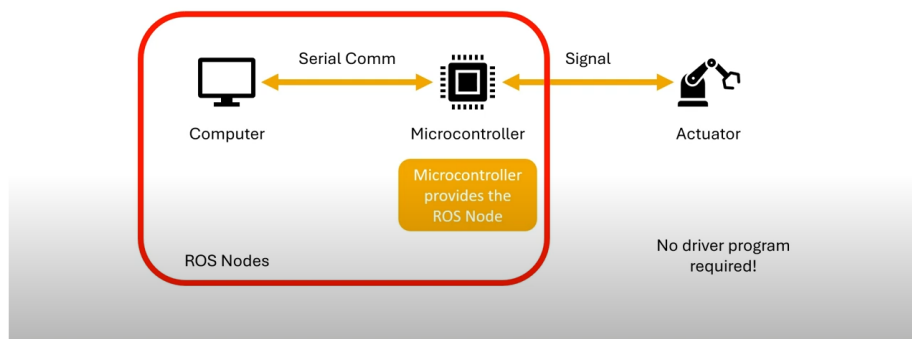 Serial Comm
Signal
Computer
Microcontroller
Actuator
Microcontroller
provides the
ROS Node
ROS Nodes
No driver program
required!